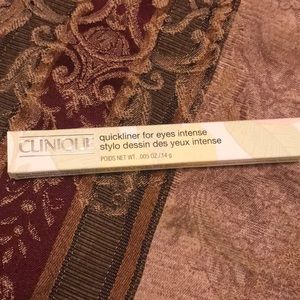 CLINIQUE
quickliner for eyes intense
stylo dessin des yeux intense
POIDS NET WT. .005 OZ./.14 g